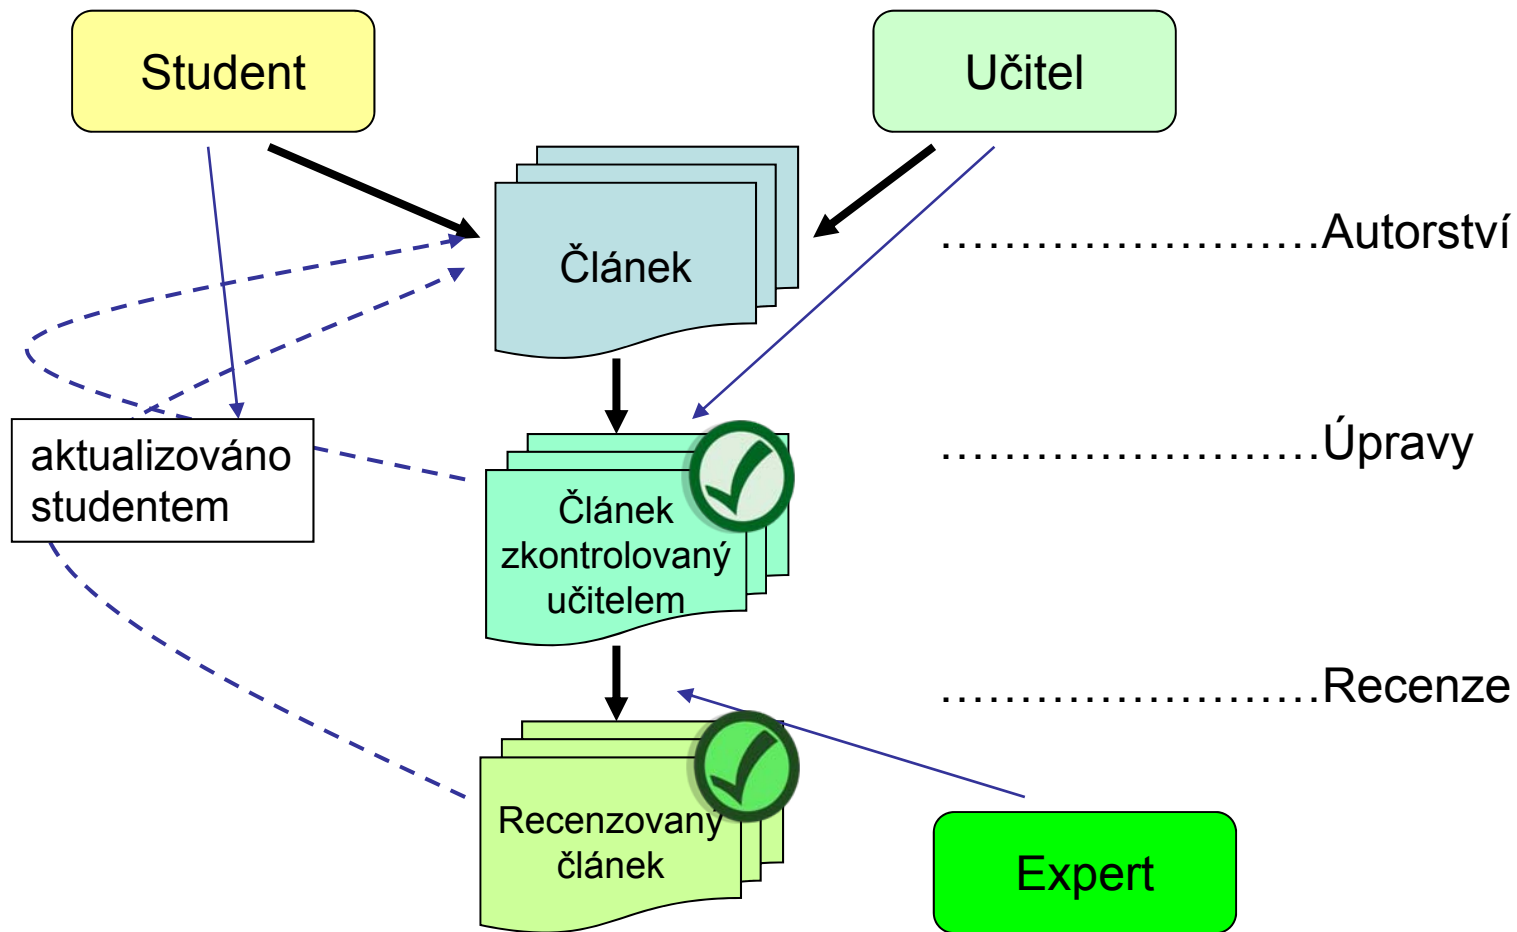 Student
Učitel
Článek
……………………Autorství
aktualizováno
studentem
……………………Úpravy
Článek
zkontrolovaný
učitelem
……………………Recenze
Recenzovaný
článek
Expert